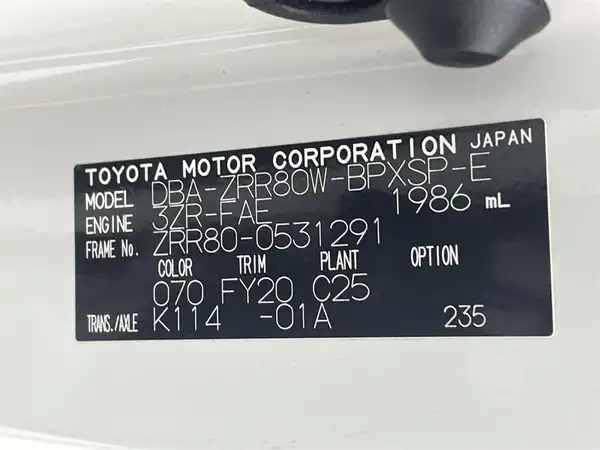 TOYOTA MOTOR CORPORATION JAPAN
MODEL DBA-ZRR80W-BPXSP-E
ENGINE 3ZR-FAE 1986 mL
FRAME No. ZRR80-0531291
COLOR TRIM PLANT OPTION
070 FY20 C25
TRANS./AXLE K114 -01A 235